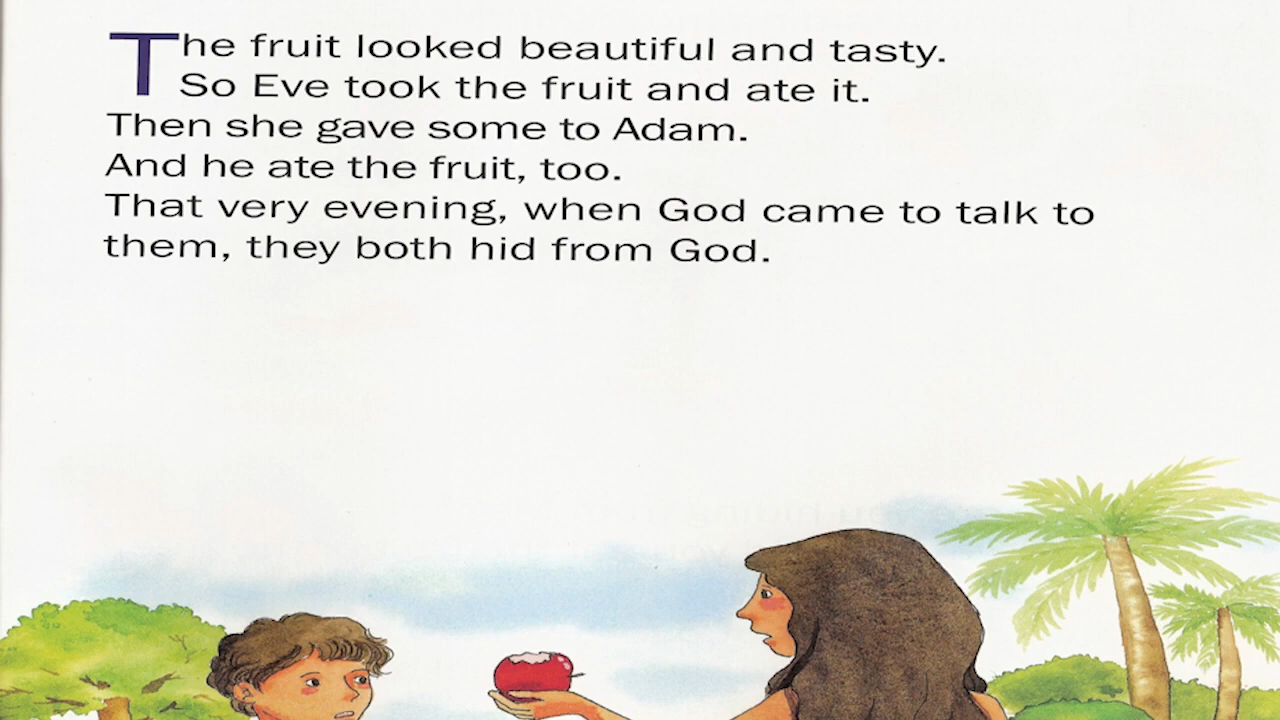 The fruit looked beautiful and tasty.
So Eve took the fruit and ate it.
Then she gave some to Adam.
And he ate the fruit, too.
That very evening, when God came to talk to
them, they both hid from God.